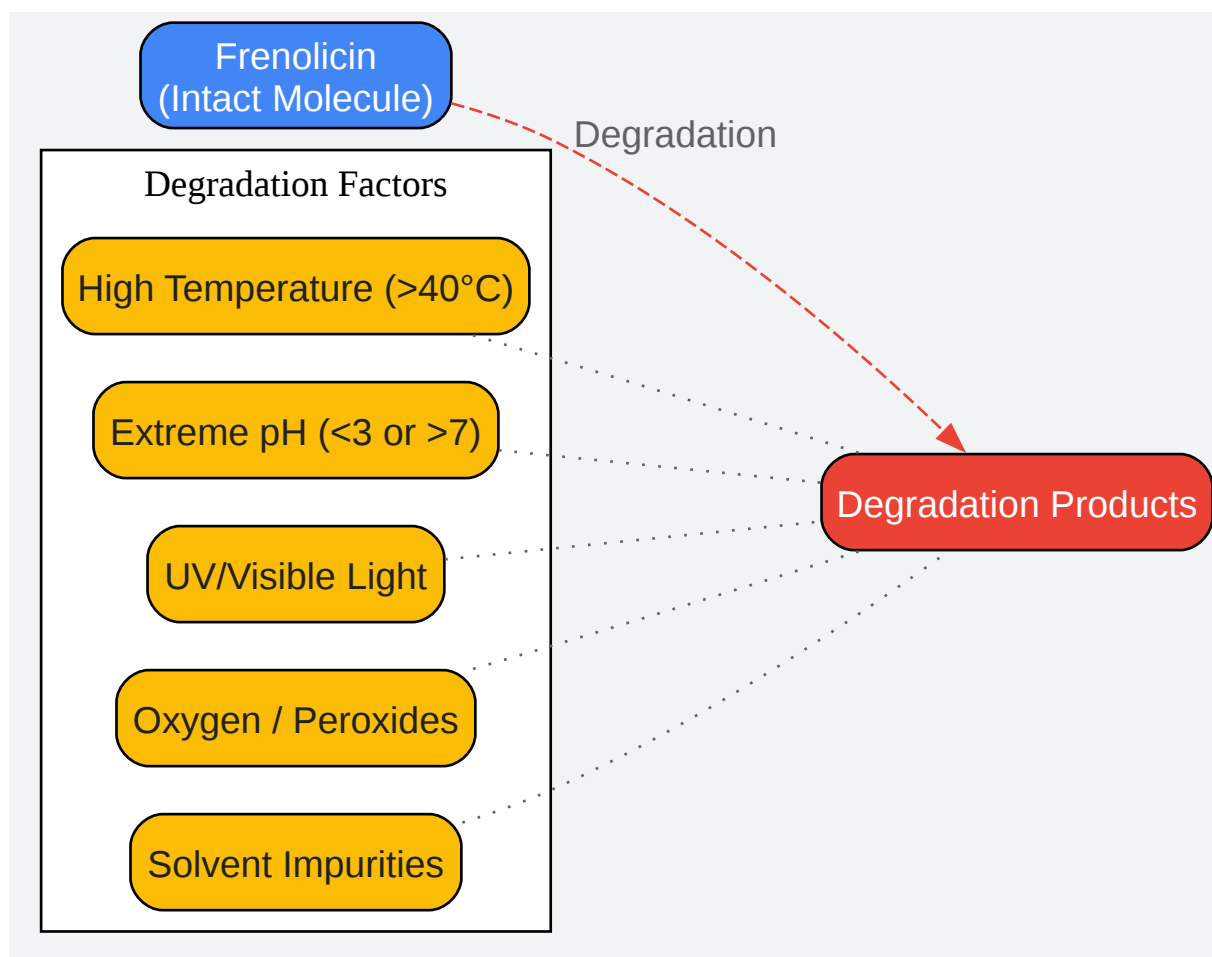 Frenolicin
(Intact Molecule)
Degradation
Degradation Factors
High Temperature (>40°C)
Extreme pH (<3 or >7)
UV/Visible Light
Oxygen / Peroxides
Solvent Impurities
Degradation Products